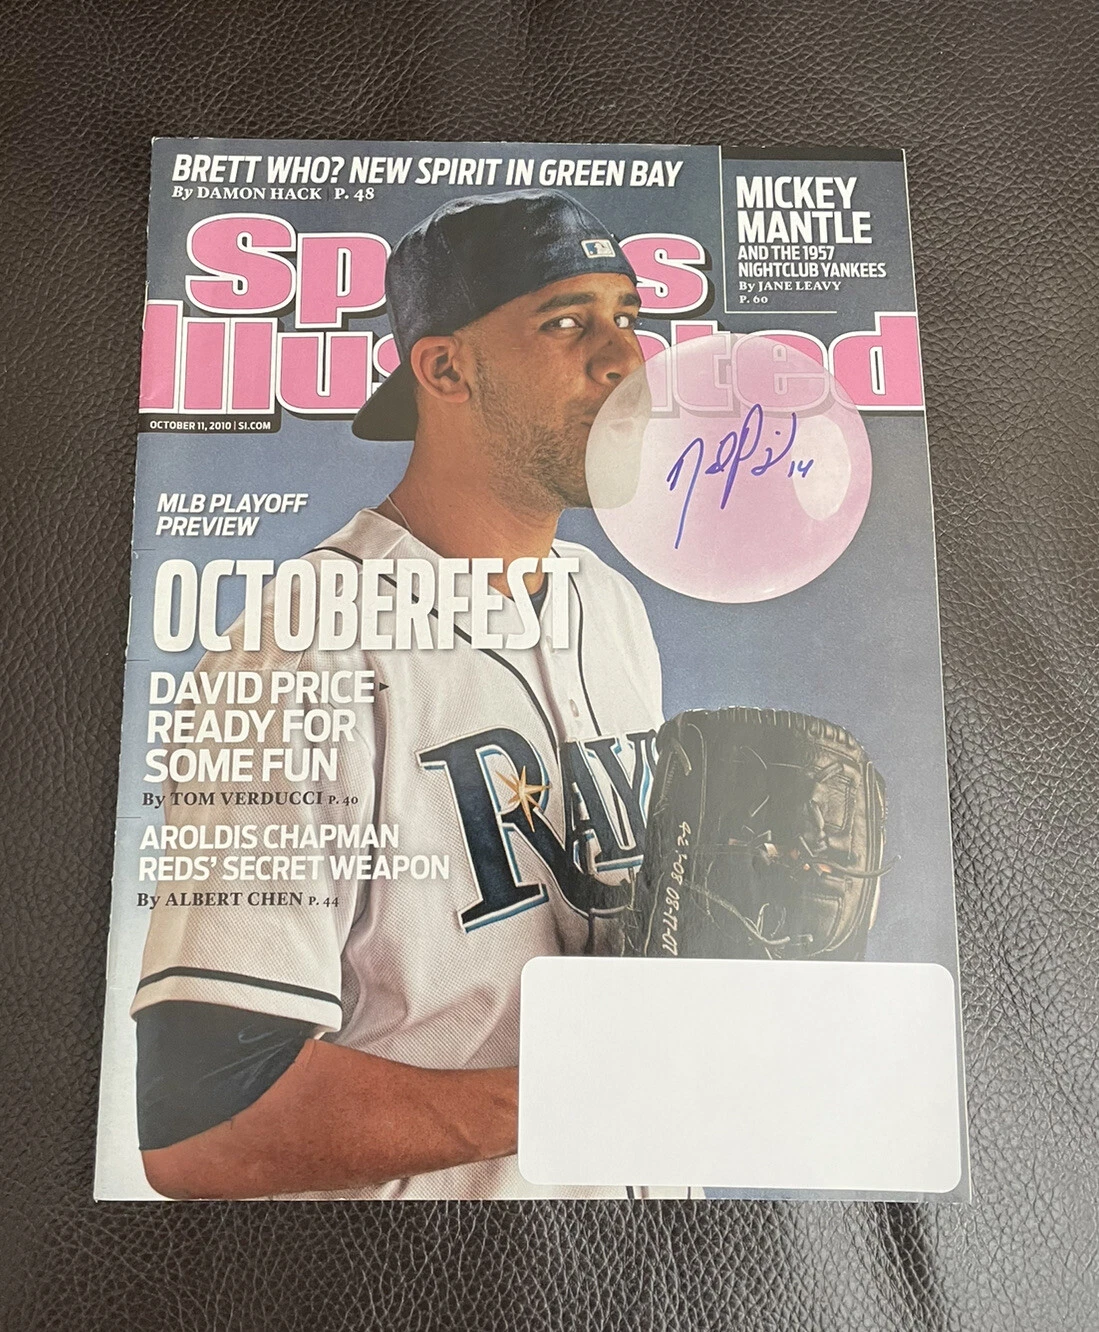 BRETT WHO? NEW SPIRIT IN GREEN BAY
By DAMON HACK | P. 48
MICKEY
MANTLE
AND THE 1957
NIGHTCLUB YANKEES
By JANE LEAVY
P. 60
Sports
Illustrated
OCTOBER 11, 2010 | SI.COM
14
MLB PLAYOFF
PREVIEW
OCTOBERFEST
DAVID PRICE
READY FOR
SOME FUN
By TOM VERDUCCI P. 40
AROLDIS CHAPMAN
REDS' SECRET WEAPON
By ALBERT CHEN P. 44
RAYS